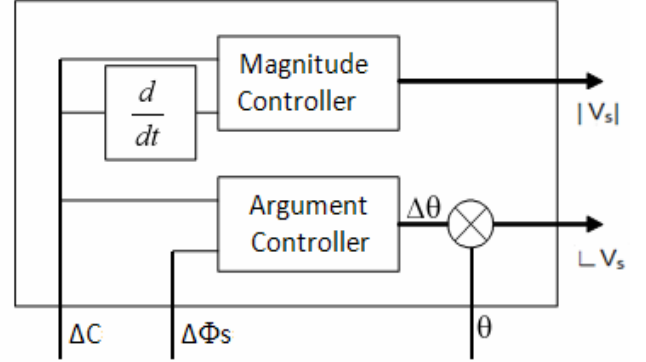 Magnitude
Controller
d
dt
|Vs|
Argument
Controller
Δθ
∟Vs
ΔC
ΔΦs
θ